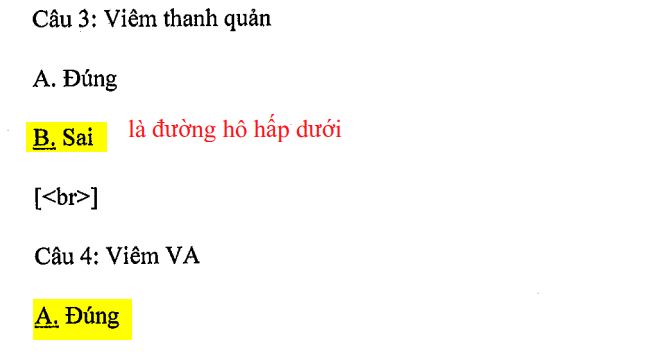 Câu 3: Viêm thanh quản
A. Đúng
B. Sai là đường hô hấp dưới
[<br>]
Câu 4: Viêm VA
A. Đúng